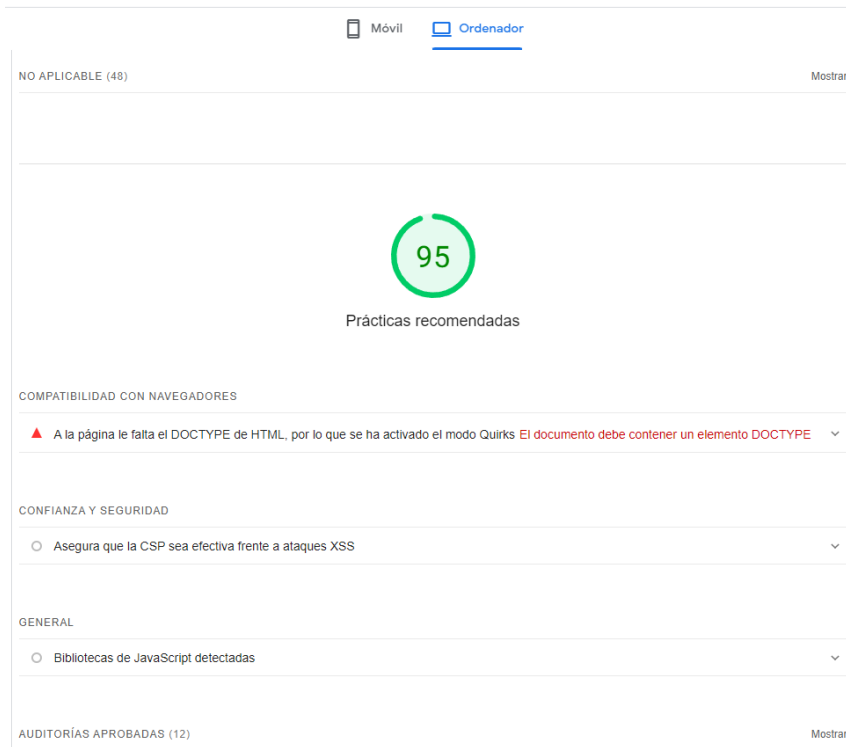 Móvil Ordenador
NO APLICABLE (48) Mostrar
95
Prácticas recomendadas
COMPATIBILIDAD CON NAVEGADORES
A la página le falta el DOCTYPE de HTML, por lo que se ha activado el modo Quirks El documento debe contener un elemento DOCTYPE
CONFIANZA Y SEGURIDAD
Asegura que la CSP sea efectiva frente a ataques XSS
GENERAL
Bibliotecas de JavaScript detectadas
AUDITORÍAS APROBADAS (12) Mostrar